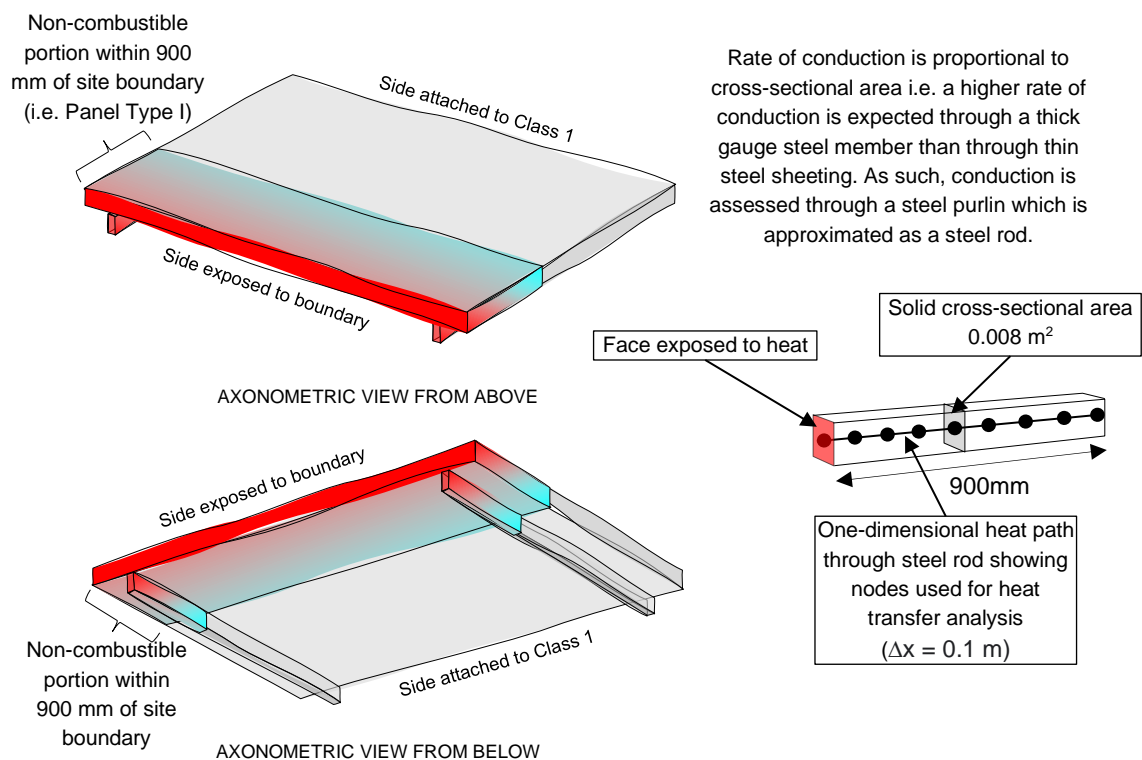 Non-combustible
portion within 900
mm of site boundary
(i.e. Panel Type I)
Side attached to Class 1
Side exposed to boundary
AXONOMETRIC VIEW FROM ABOVE
Rate of conduction is proportional to
cross-sectional area i.e. a higher rate of
conduction is expected through a thick
gauge steel member than through thin
steel sheeting. As such, conduction is
assessed through a steel purlin which is
approximated as a steel rod.
Solid cross-sectional area
0.008 m²
Face exposed to heat
900mm
One-dimensional heat path
through steel rod showing
nodes used for heat
transfer analysis
(Δx = 0.1 m)
Side exposed to boundary
Non-combustible
portion within
900 mm of site
boundary
Side attached to Class 1
AXONOMETRIC VIEW FROM BELOW